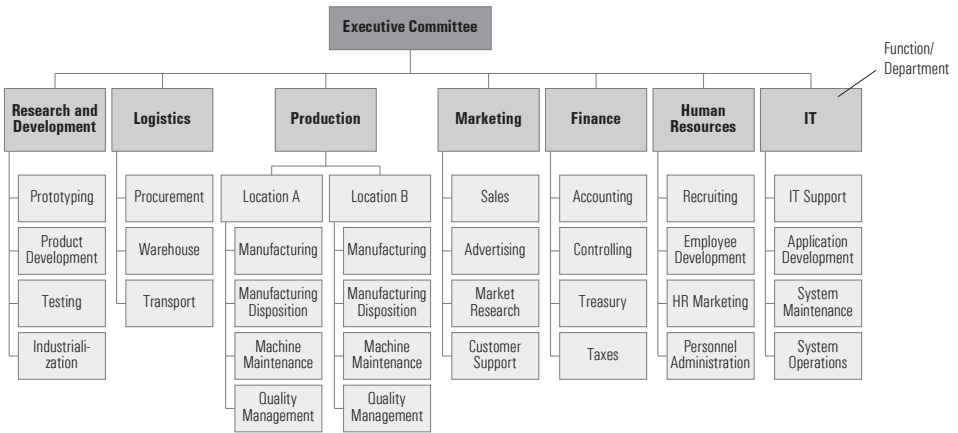 Executive Committee
Function/
Department
Research and
Development
Logistics
Production
Marketing
Finance
Human
Resources
IT
Prototyping
Procurement
Location A
Location B
Sales
Accounting
Recruiting
IT Support
Product
Development
Warehouse
Manufacturing
Manufacturing
Advertising
Controlling
Employee
Development
Application
Development
Testing
Transport
Manufacturing
Disposition
Manufacturing
Disposition
Market
Research
Treasury
HR Marketing
System
Maintenance
Industriali-
zation
Machine
Maintenance
Machine
Maintenance
Customer
Support
Taxes
Personnel
Administration
System
Operations
Quality
Management
Quality
Management